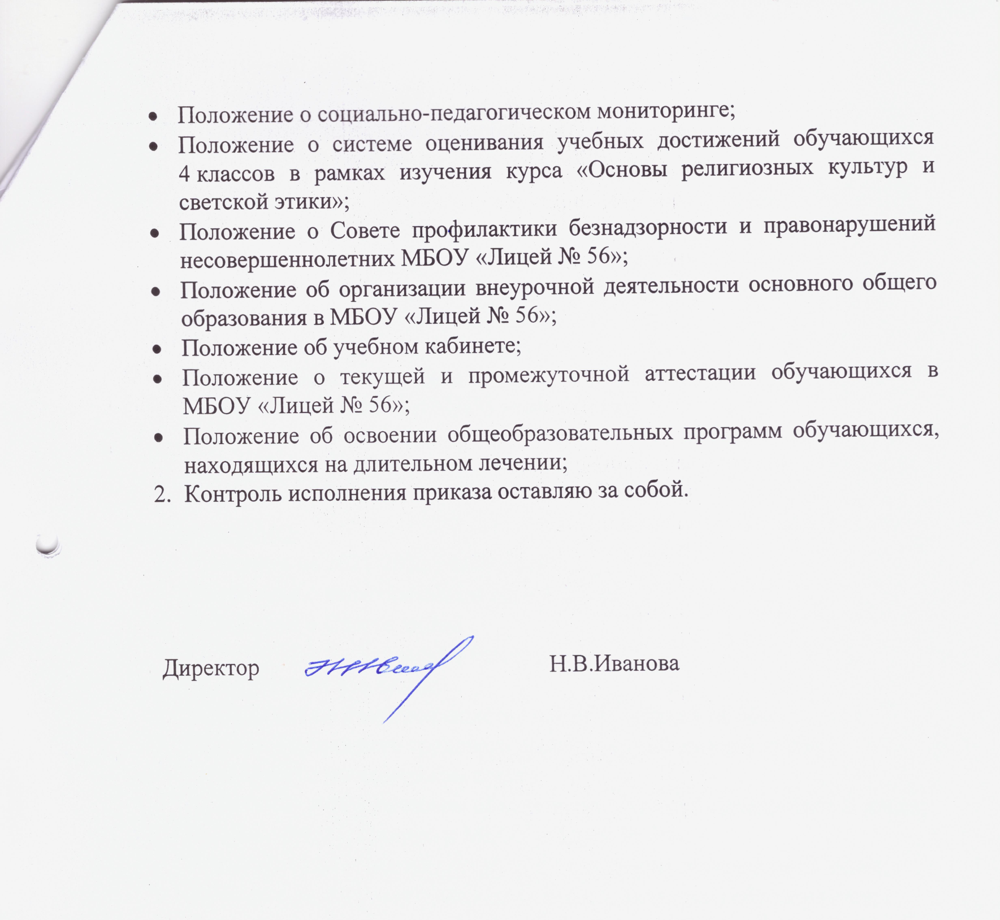 • Положение о социально-педагогическом мониторинге;
• Положение о системе оценивания учебных достижений обучающихся
4 классов в рамках изучения курса «Основы религиозных культур и
светской этики»;
• Положение о Совете профилактики безнадзорности и правонарушений
несовершеннолетних МБОУ «Лицей № 56»;
• Положение об организации внеурочной деятельности основного общего
образования в МБОУ «Лицей № 56»;
• Положение об учебном кабинете;
• Положение о текущей и промежуточной аттестации обучающихся в
МБОУ «Лицей № 56»;
• Положение об освоении общеобразовательных программ обучающихся,
находящихся на длительном лечении;
2. Контроль исполнения приказа оставляю за собой.
Директор Н.В.Иванова